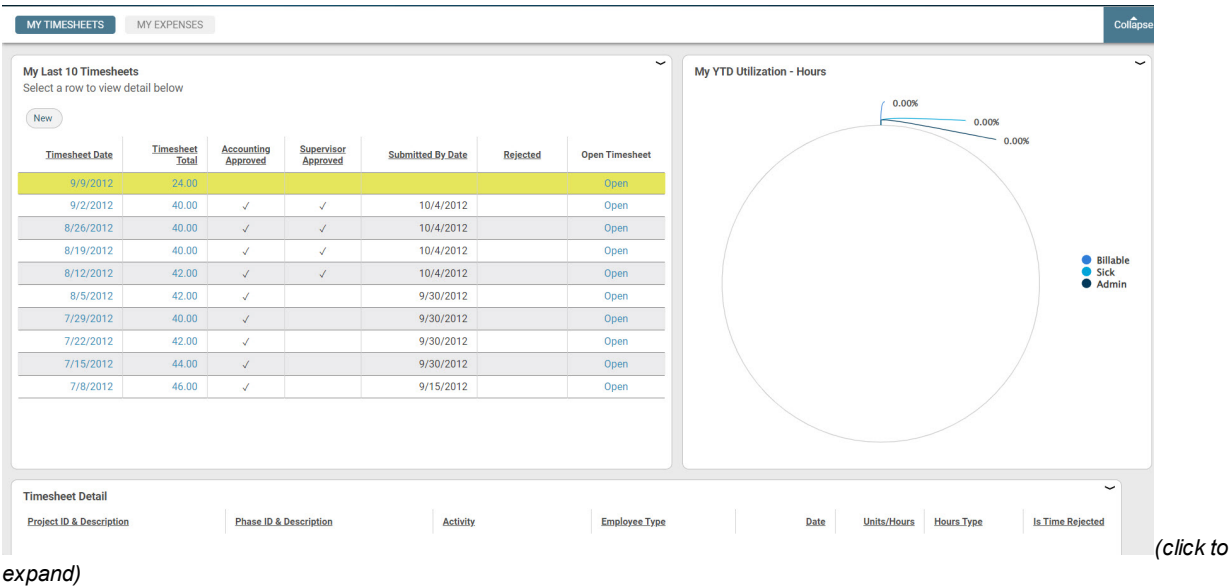 MY TIMESHEETS MY EXPENSES Collapse
My Last 10 Timesheets
Select a row to view detail below
New
Timesheet Date Timesheet Total Accounting Approved Supervisor Approved Submitted By Date Rejected Open Timesheet
9/9/2012 24.00 Open
9/2/2012 40.00 ✓ ✓ 10/4/2012 Open
8/26/2012 40.00 ✓ ✓ 10/4/2012 Open
8/19/2012 40.00 ✓ ✓ 10/4/2012 Open
8/12/2012 42.00 ✓ ✓ 10/4/2012 Open
8/5/2012 42.00 ✓ 9/30/2012 Open
7/29/2012 40.00 ✓ 9/30/2012 Open
7/22/2012 42.00 ✓ 9/30/2012 Open
7/15/2012 44.00 ✓ 9/30/2012 Open
7/8/2012 46.00 ✓ 9/15/2012 Open
My YTD Utilization - Hours
0.00%
0.00%
0.00%
Billable
Sick
Admin
Timesheet Detail
Project ID & Description Phase ID & Description Activity Employee Type Date Units/Hours Hours Type Is Time Rejected
(click to
expand)